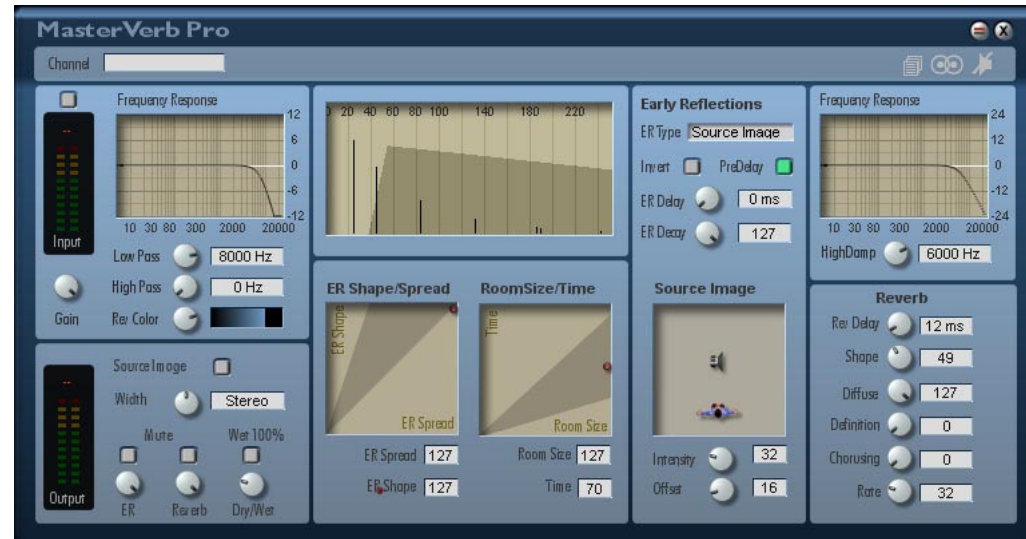 MasterVerb Pro
Channel
Frequency Response
12
6
0
-6
-12
10 30 80 300 2000 20000
--
Input
Low Pass 8000 Hz
High Pass 0 Hz
Gain
Rev Color
20 40 60 80 100 140 180 220
Early Reflections
ER Type Source Image
Invert PreDelay
ER Delay 0 ms
ER Decay 127
Frequency Response
24
12
0
-12
-24
10 30 80 300 2000 20000
HighDamp 6000 Hz
--
Output
SourceImage
Width Stereo
Mute Wet 100%
ER Reverb Dry/Wet
ER Shape/Spread
ER Shape
ER Spread
ER Spread 127
ER Shape 127
RoomSize/Time
Time
Room Size
Room Size 127
Time 70
Source Image
Intensity 32
Offset 16
Reverb
Rev Delay 12 ms
Shape 49
Diffuse 127
Definition 0
Chorusing 0
Rate 32